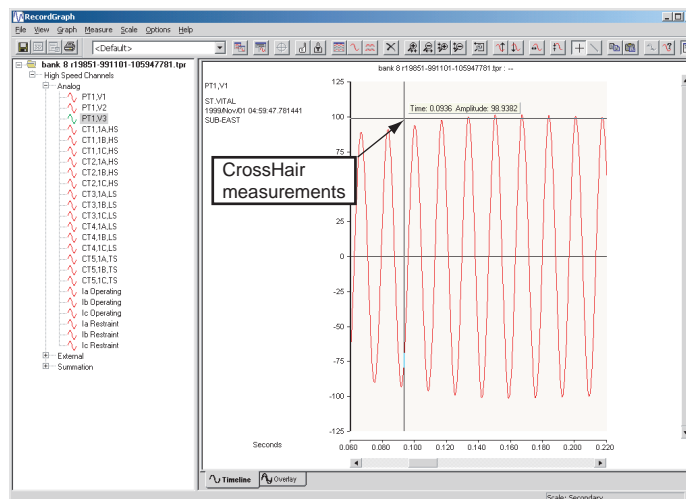 RecordGraph
File View Graph Measure Scale Options Help
<Default>
bank 8 r19851-991101-105947781.tpr
High Speed Channels
Analog
PT1,V1
PT1,V2
PT1,V3
CT1,1A,HS
CT1,1B,HS
CT1,1C,HS
CT2,1A,HS
CT2,1B,HS
CT2,1C,HS
CT3,1A,LS
CT3,1B,LS
CT3,1C,LS
CT4,1A,LS
CT4,1B,LS
CT4,1C,LS
CT5,1A,TS
CT5,1B,TS
CT5,1C,TS
Ia Operating
Ib Operating
Ic Operating
Ia Restraint
Ib Restraint
Ic Restraint
External
Summation
bank 8 r19851-991101-105947781.tpr : --
PT1,V1
ST.VITAL
1999/Nov/01 04:59:47.781441
SUB-EAST
125
Time: 0.0936 Amplitude: 98.9382
100
75
CrossHair
measurements
25
0
-25
-50
-75
-100
-125
Seconds
0.060 0.080 0.100 0.120 0.140 0.160 0.180 0.200 0.220
Timeline Overlay
Scale: Secondary